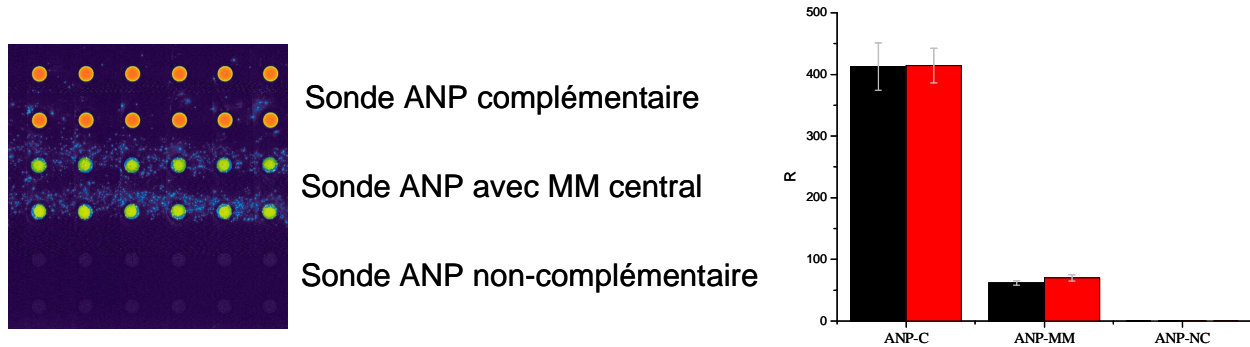 Sonde ANP complémentaire
Sonde ANP avec MM central
Sonde ANP non-complémentaire
500
400
300
200
100
0
R
ANP-C ANP-MM ANP-NC